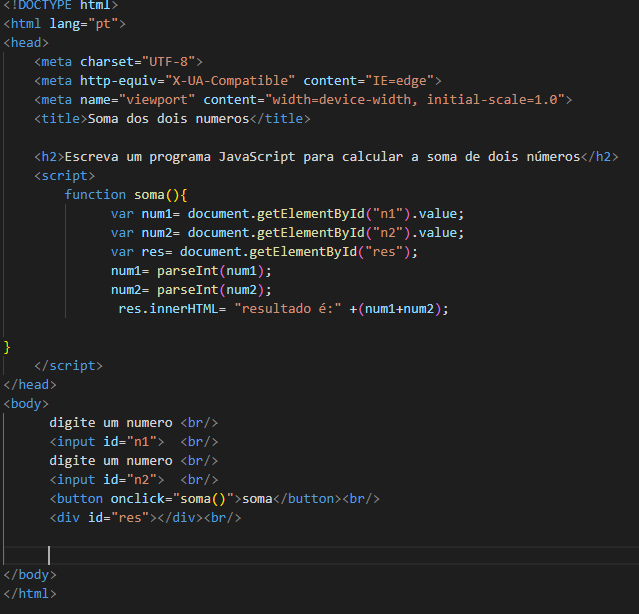 <!DOCTYPE html>
<html lang="pt">
<head>
    <meta charset="UTF-8">
    <meta http-equiv="X-UA-Compatible" content="IE=edge">
    <meta name="viewport" content="width=device-width, initial-scale=1.0">
    <title>Soma dos dois numeros</title>

    <h2>Escreva um programa JavaScript para calcular a soma de dois números</h2>
    <script>
        function soma(){
              var num1= document.getElementById("n1").value;
              var num2= document.getElementById("n2").value;
              var res= document.getElementById("res");
              num1= parseInt(num1);
              num2= parseInt(num2);
               res.innerHTML= "resultado é:" +(num1+num2);

}
    </script>
</head>
<body>
      digite um numero <br/>
      <input id="n1">  <br/>
      digite um numero <br/>
      <input id="n2">  <br/>
      <button onclick="soma()">soma</button><br/>
      <div id="res"></div><br/>

</body>
</html>